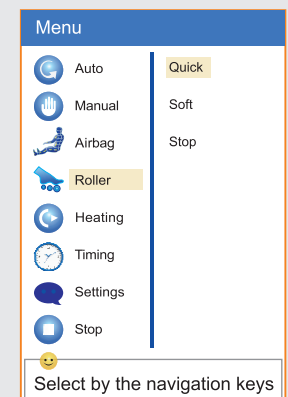 Menu
Auto
Manual
Airbag
Roller
Heating
Timing
Settings
Stop
Quick
Soft
Stop
Select by the navigation keys